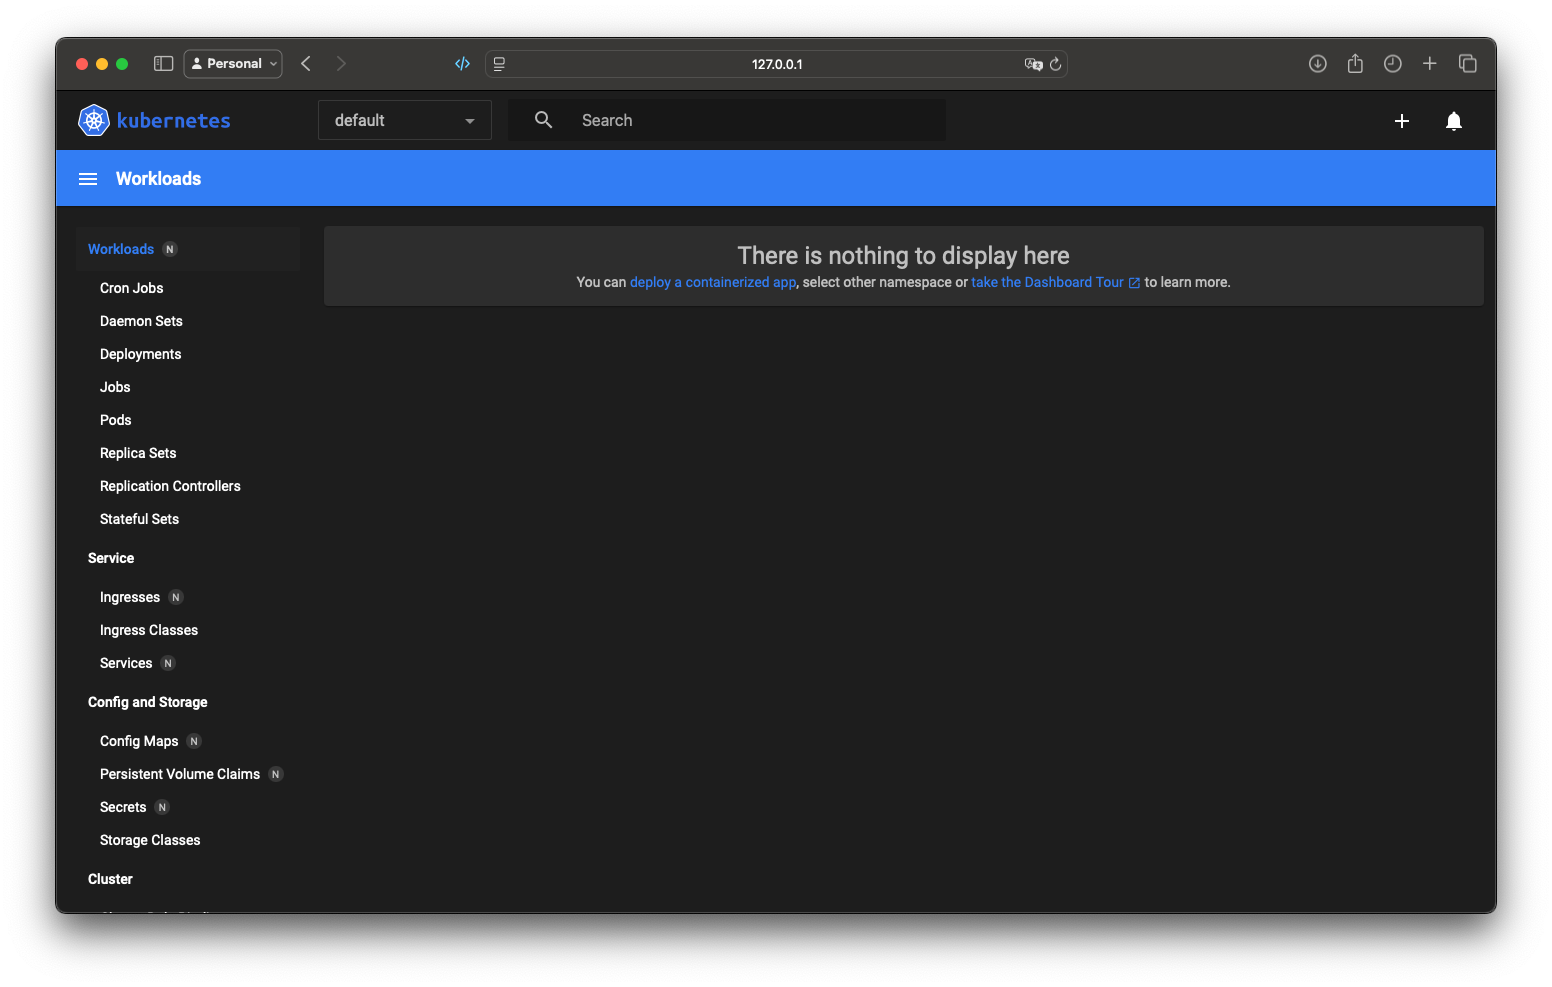 Personal
127.0.0.1
kubernetes
default
Search
Workloads
Workloads N
Cron Jobs
Daemon Sets
Deployments
Jobs
Pods
Replica Sets
Replication Controllers
Stateful Sets
Service
Ingresses N
Ingress Classes
Services N
Config and Storage
Config Maps N
Persistent Volume Claims N
Secrets N
Storage Classes
Cluster
There is nothing to display here
You can deploy a containerized app, select other namespace or take the Dashboard Tour to learn more.